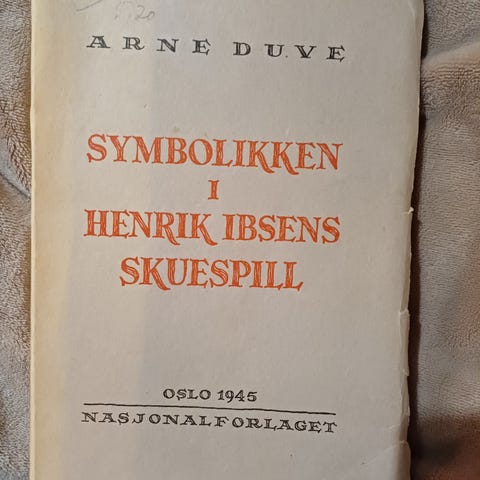 ARNE DUVE
SYMBOLIKKEN
I
HENRIK IBSENS
SKUESPILL
OSLO 1945
NASJONALFORLAGET